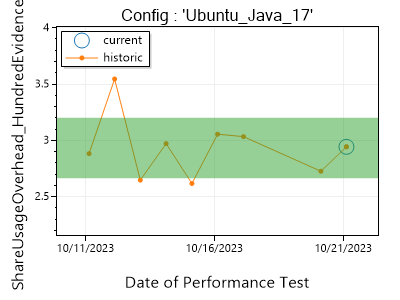 Config : 'Ubuntu_Java_17'
ShareUsageOverhead_HundredEvidence
current
historic
4
3.5
3
2.5
10/11/2023
10/16/2023
10/21/2023
Date of Performance Test